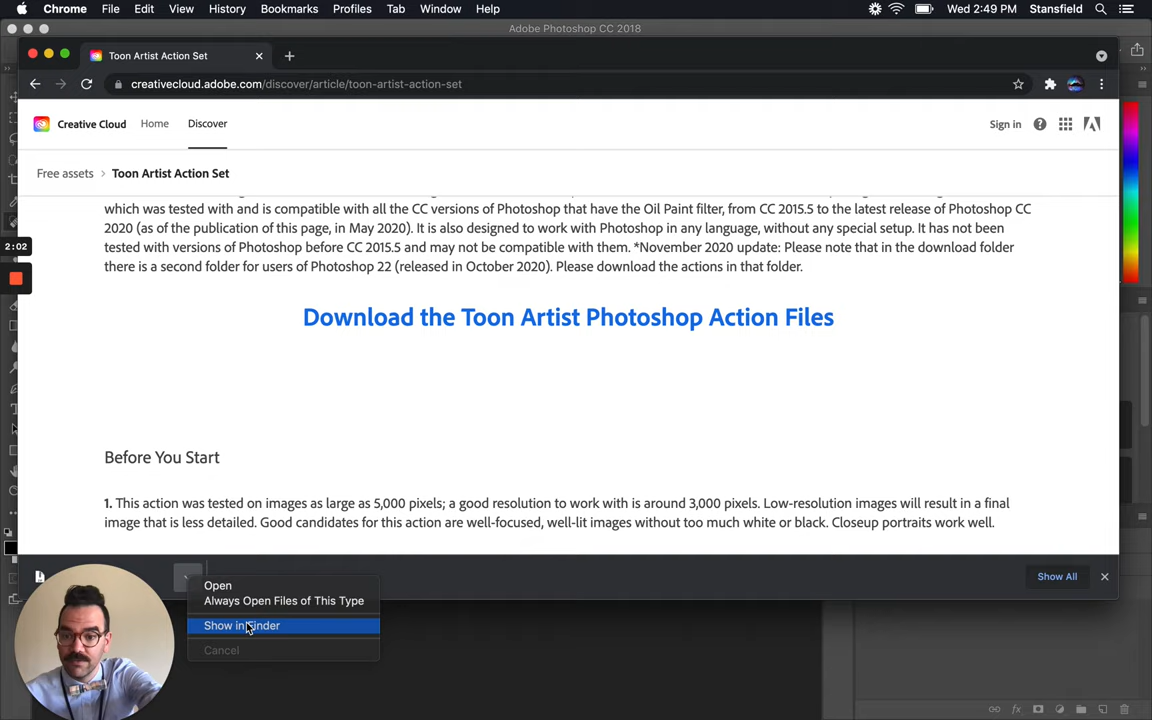 Chrome File Edit View History Bookmarks Profiles Tab Window Help Wed 2:49 PM Stansfield
Adobe Photoshop CC 2018
Toon Artist Action Set
creativecloud.adobe.com/discover/article/toon-artist-action-set
Creative Cloud Home Discover Sign in
Free assets > Toon Artist Action Set
which was tested with and is compatible with all the CC versions of Photoshop that have the Oil Paint filter, from CC 2015.5 to the latest release of Photoshop CC
2020 (as of the publication of this page, in May 2020). It is also designed to work with Photoshop in any language, without any special setup. It has not been
tested with versions of Photoshop before CC 2015.5 and may not be compatible with them. *November 2020 update: Please note that in the download folder
2:02
there is a second folder for users of Photoshop 22 (released in October 2020). Please download the actions in that folder.
Download the Toon Artist Photoshop Action Files
Before You Start
1. This action was tested on images as large as 5,000 pixels; a good resolution to work with is around 3,000 pixels. Low-resolution images will result in a final
image that is less detailed. Good candidates for this action are well-focused, well-lit images without too much white or black. Closeup portraits work well.
Show All
Open
Always Open Files of This Type
Show in Finder
Cancel
fx